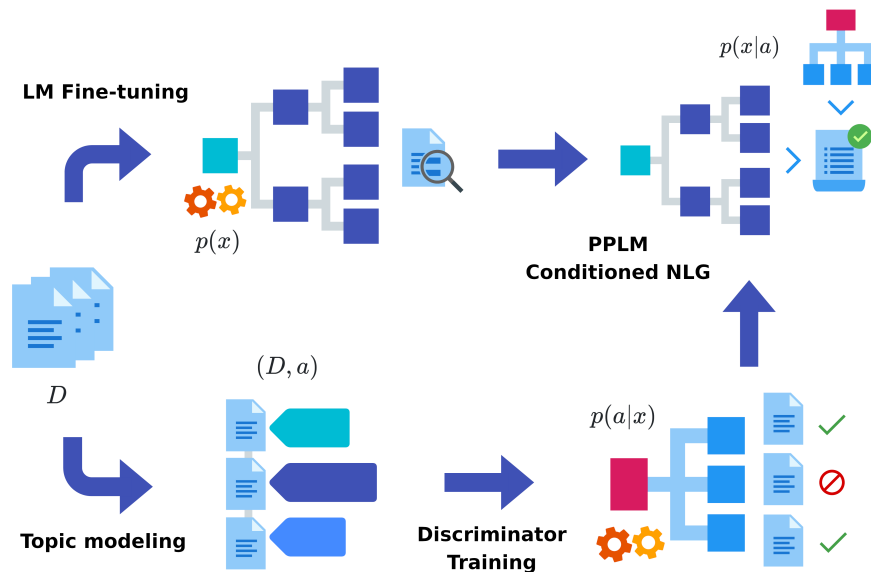 p(x|a)
LM Fine-tuning
p(x)
PPLM
Conditioned NLG
D
(D, a)
p(a|x)
Topic modeling
Discriminator
Training